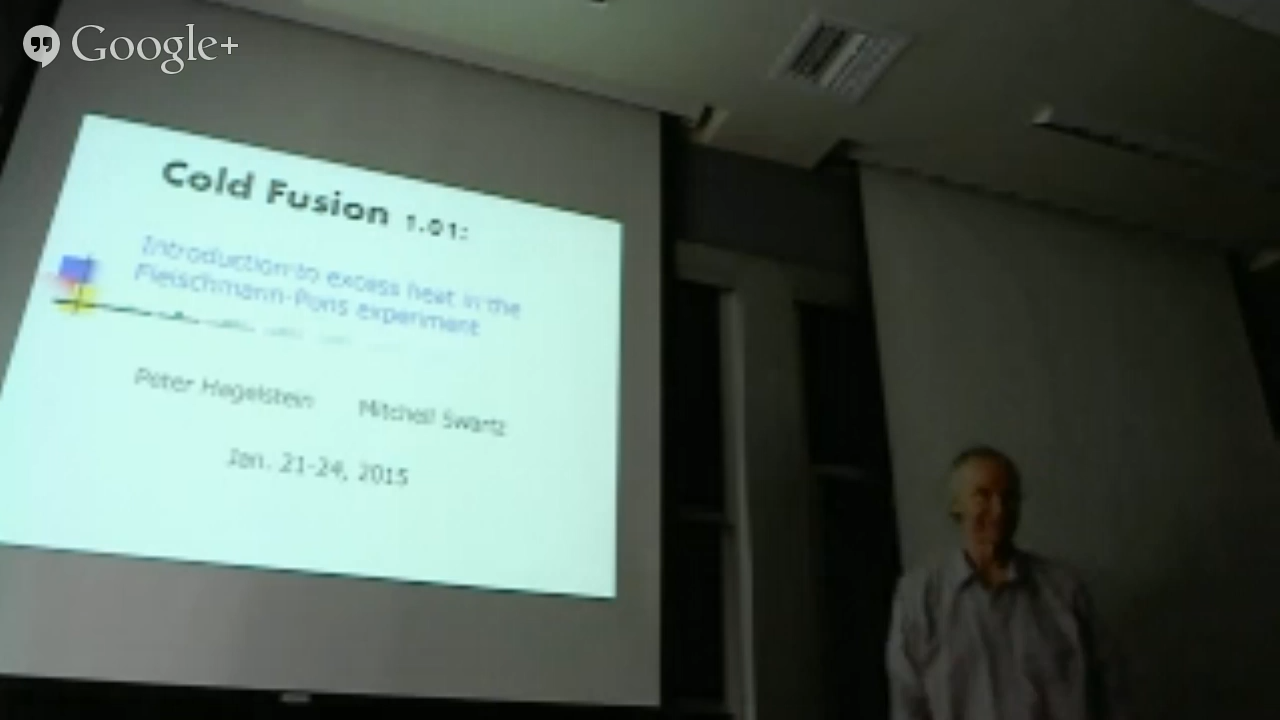 Google+
Cold Fusion 1.01:
Introduction to excess heat in the
Fleischmann-Pons experiment
Peter Hagelstein Mitchell Swartz
Jan. 21-24, 2015